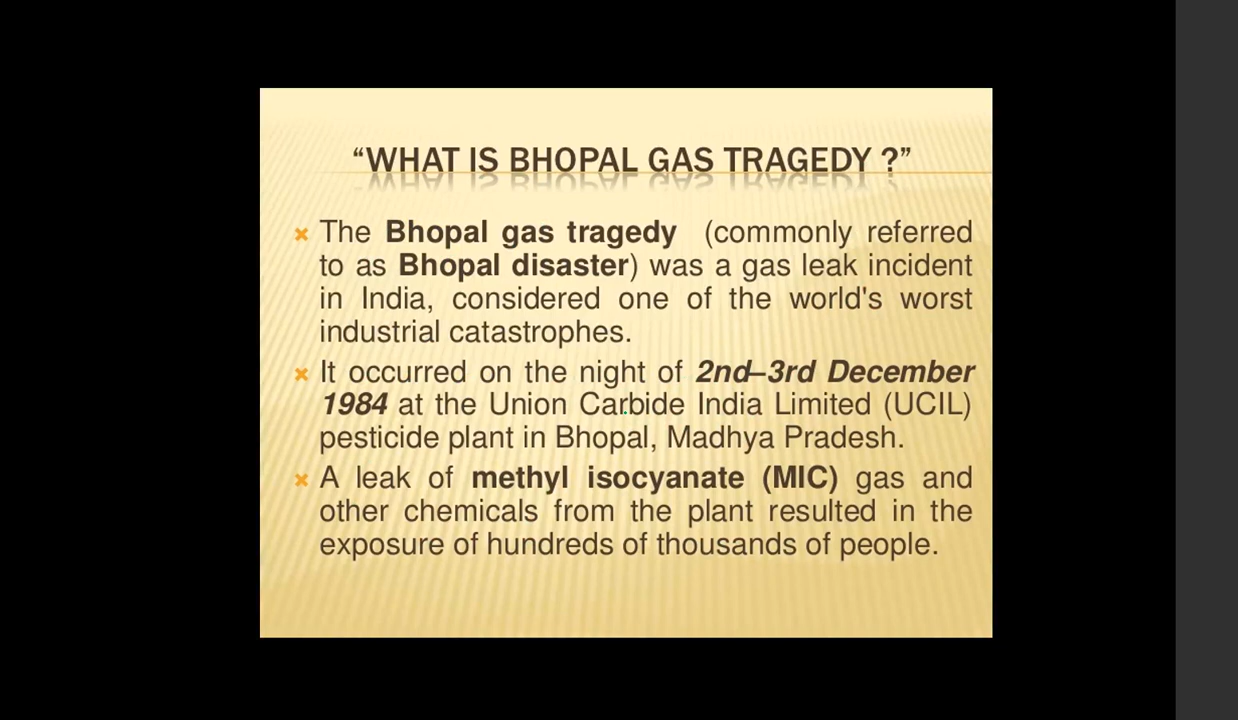 “WHAT IS BHOPAL GAS TRAGEDY ?”
The Bhopal gas tragedy (commonly referred
to as Bhopal disaster) was a gas leak incident
in India, considered one of the world's worst
industrial catastrophes.
It occurred on the night of 2nd–3rd December
1984 at the Union Carbide India Limited (UCIL)
pesticide plant in Bhopal, Madhya Pradesh.
A leak of methyl isocyanate (MIC) gas and
other chemicals from the plant resulted in the
exposure of hundreds of thousands of people.